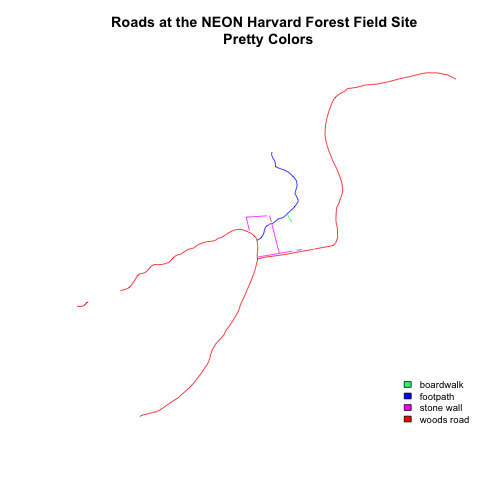 Roads at the NEON Harvard Forest Field Site
Pretty Colors
boardwalk
footpath
stone wall
woods road